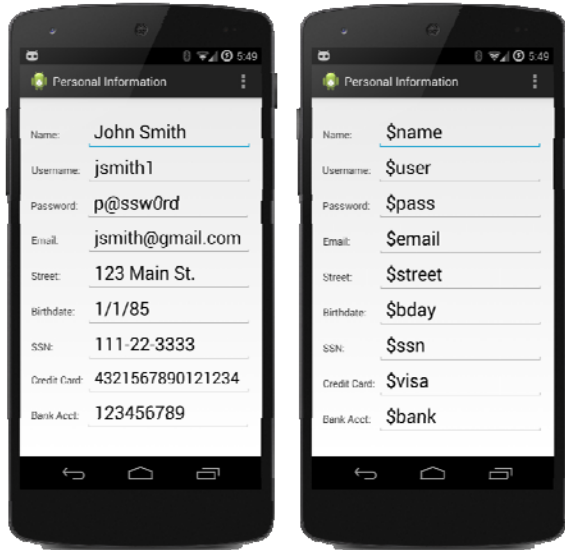 5:49
Personal Information
Name: John Smith
Username: jsmith1
Password: p@ssw0rd
Email: jsmith@gmail.com
Street: 123 Main St.
Birthdate: 1/1/85
SSN: 111-22-3333
Credit Card: 4321567890121234
Bank Acct: 123456789
5:49
Personal Information
Name: $name
Username: $user
Password: $pass
Email: $email
Street: $street
Birthdate: $bday
SSN: $ssn
Credit Card: $visa
Bank Acct: $bank